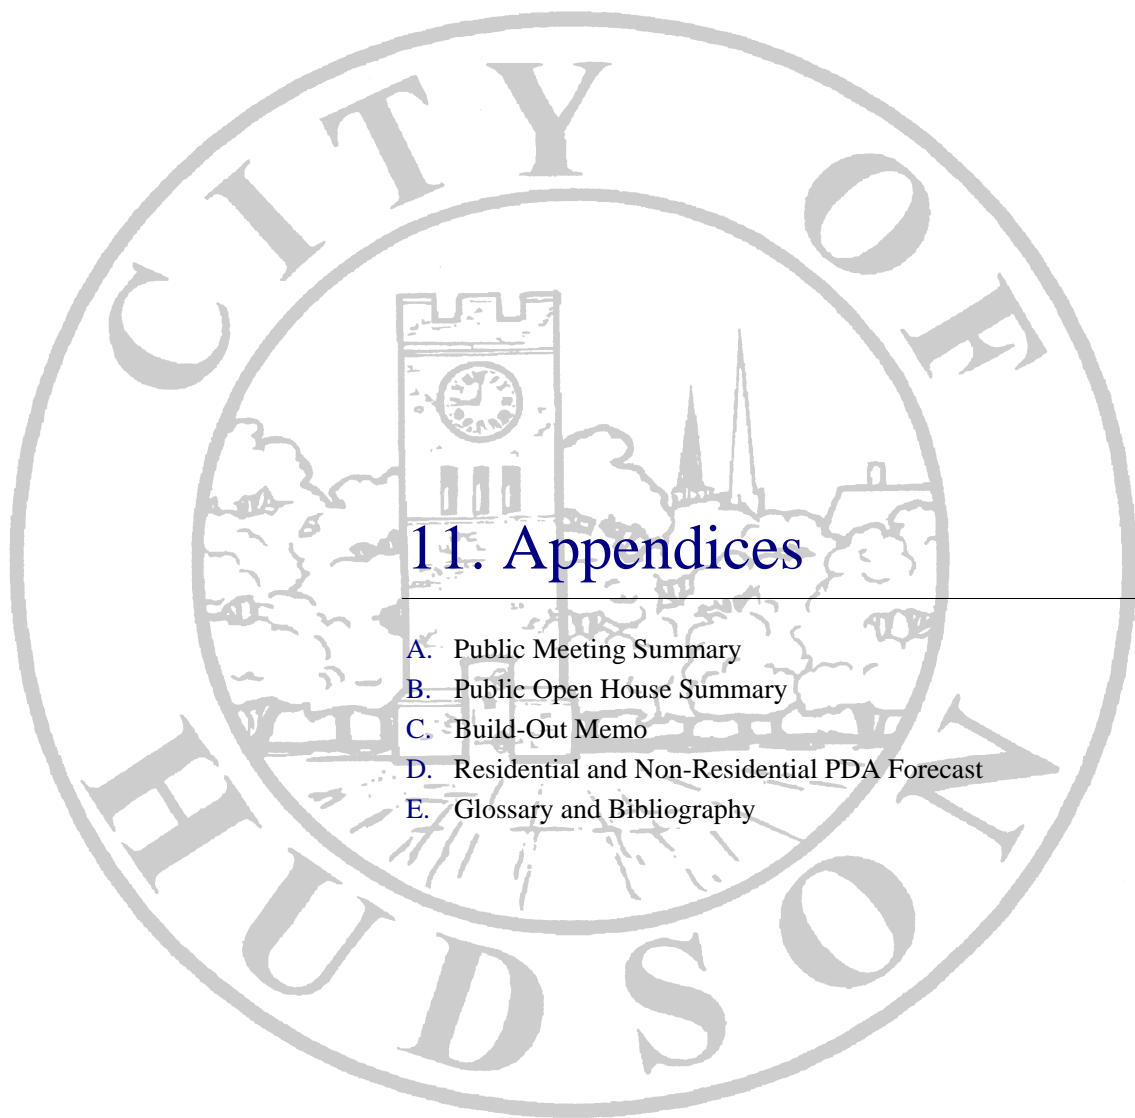 CITY OF
11. Appendices
A. Public Meeting Summary
B. Public Open House Summary
C. Build-Out Memo
D. Residential and Non-Residential PDA Forecast
E. Glossary and Bibliography
HUDSON